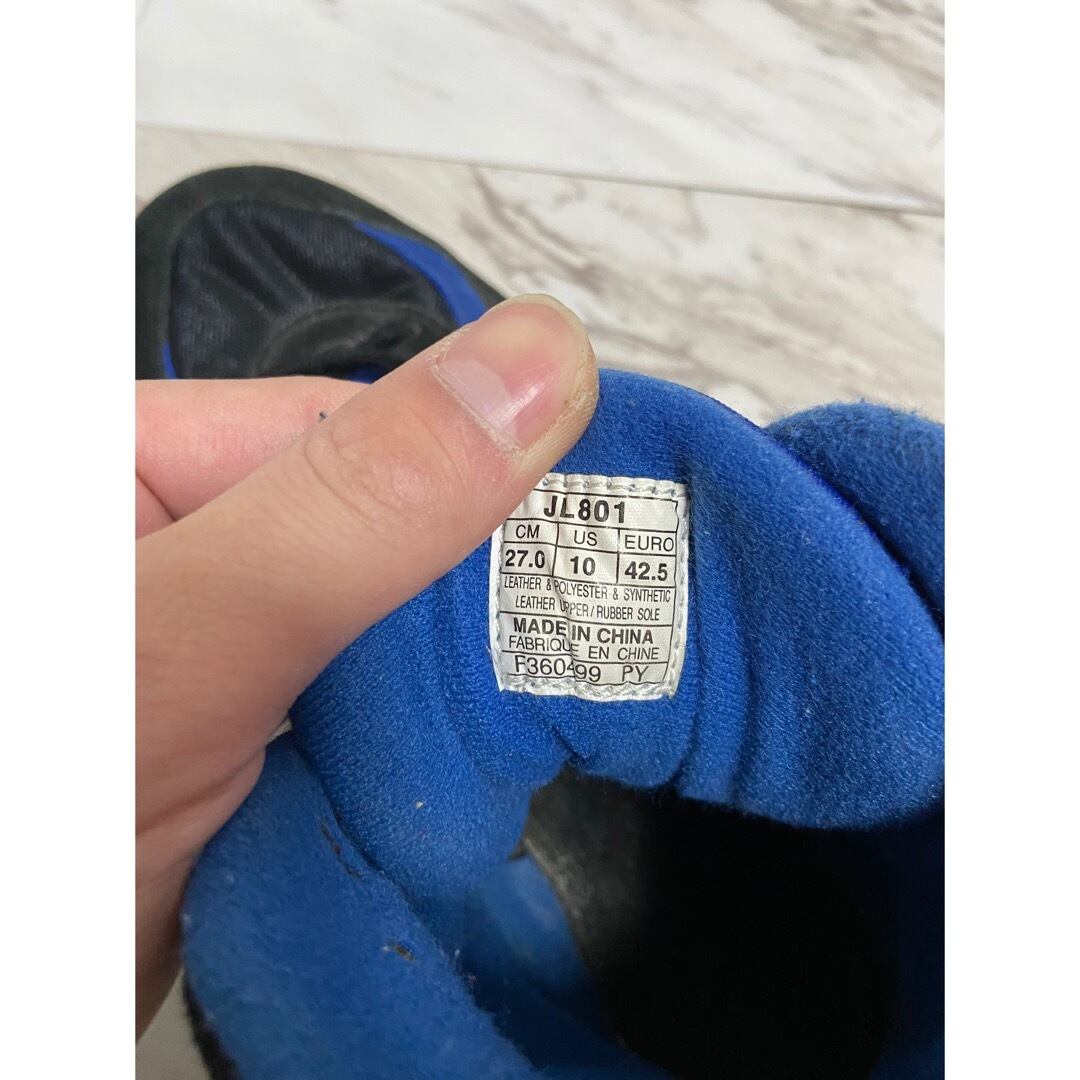 JL801
CM US EURO
27.0 10 42.5
LEATHER & POLYESTER & SYNTHETIC
LEATHER UPPER/RUBBER SOLE
MADE IN CHINA
FABRIQUE EN CHINE
F360499 PY